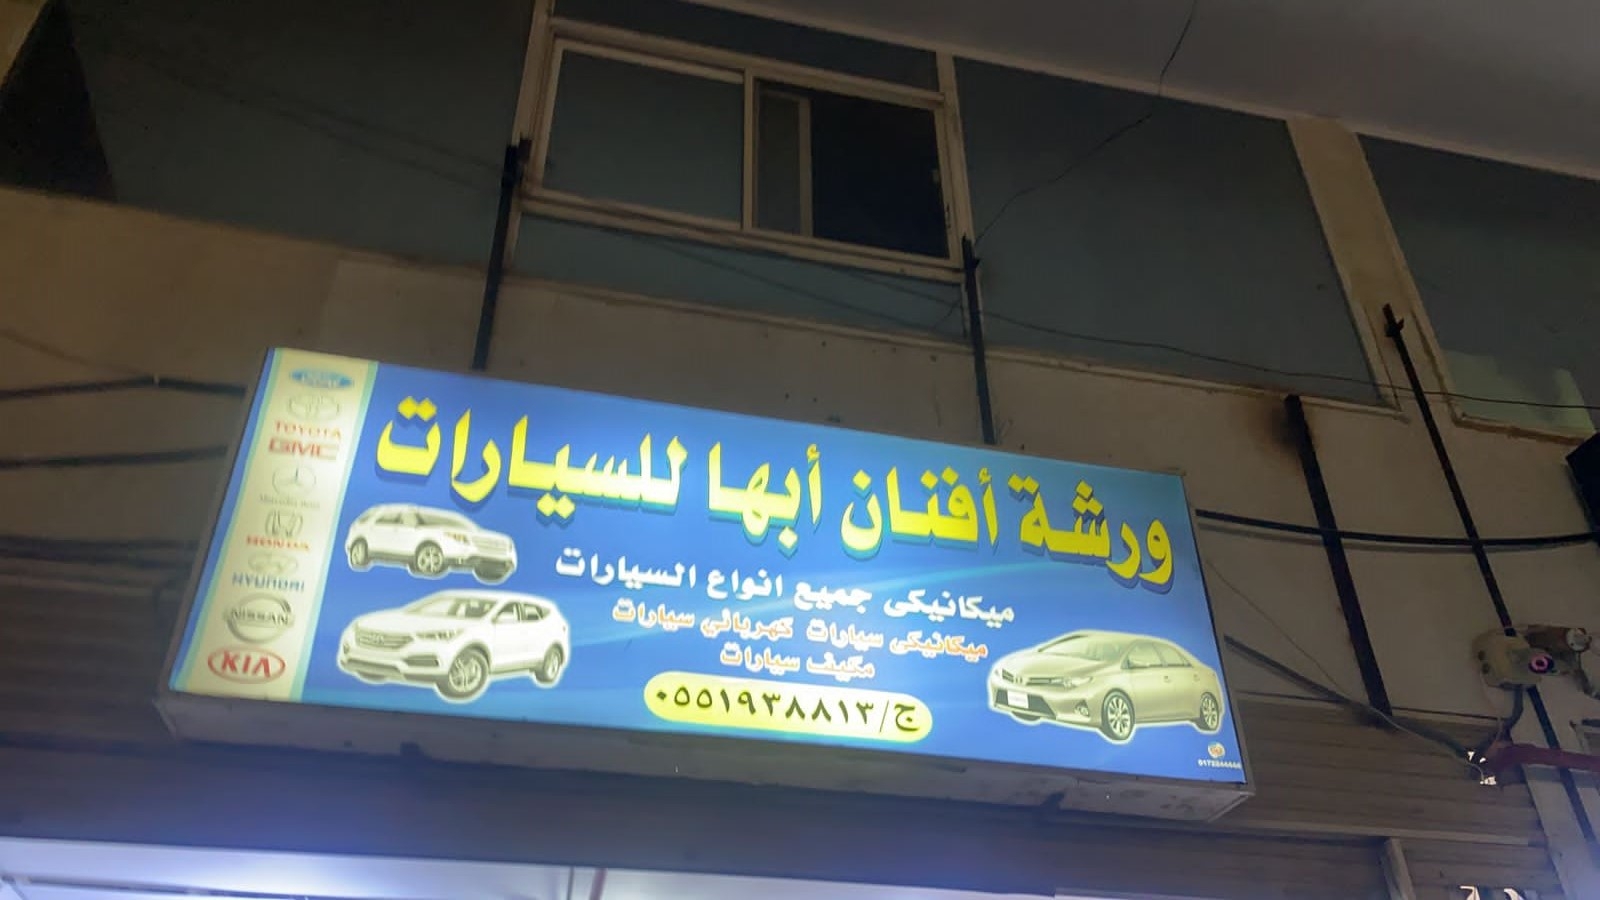 ورشة أفنان أبها للسيارات
ميكانيكى جميع انواع السيارات
ميكانيكى سيارات كهربائي سيارات
مكيف سيارات
ج/٠٥٥١٩٣٨٨١٣
TOYOTA
GMC
HONDA
HYUNDAI
NISSAN
KIA